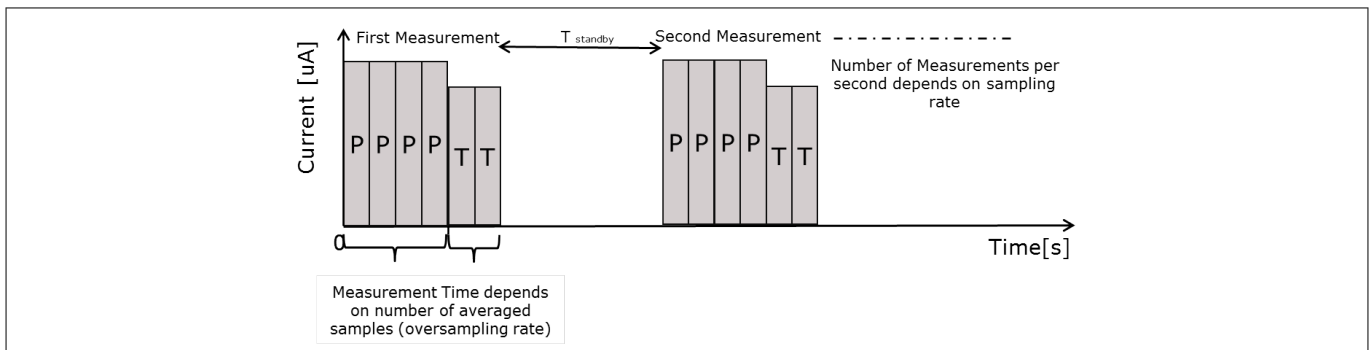 First Measurement
T standby
Second Measurement
Number of Measurements per
second depends on sampling
rate
Current [uA]
P P P P T T
P P P P T T
0
Time[s]
Measurement Time depends
on number of averaged
samples (oversampling rate)